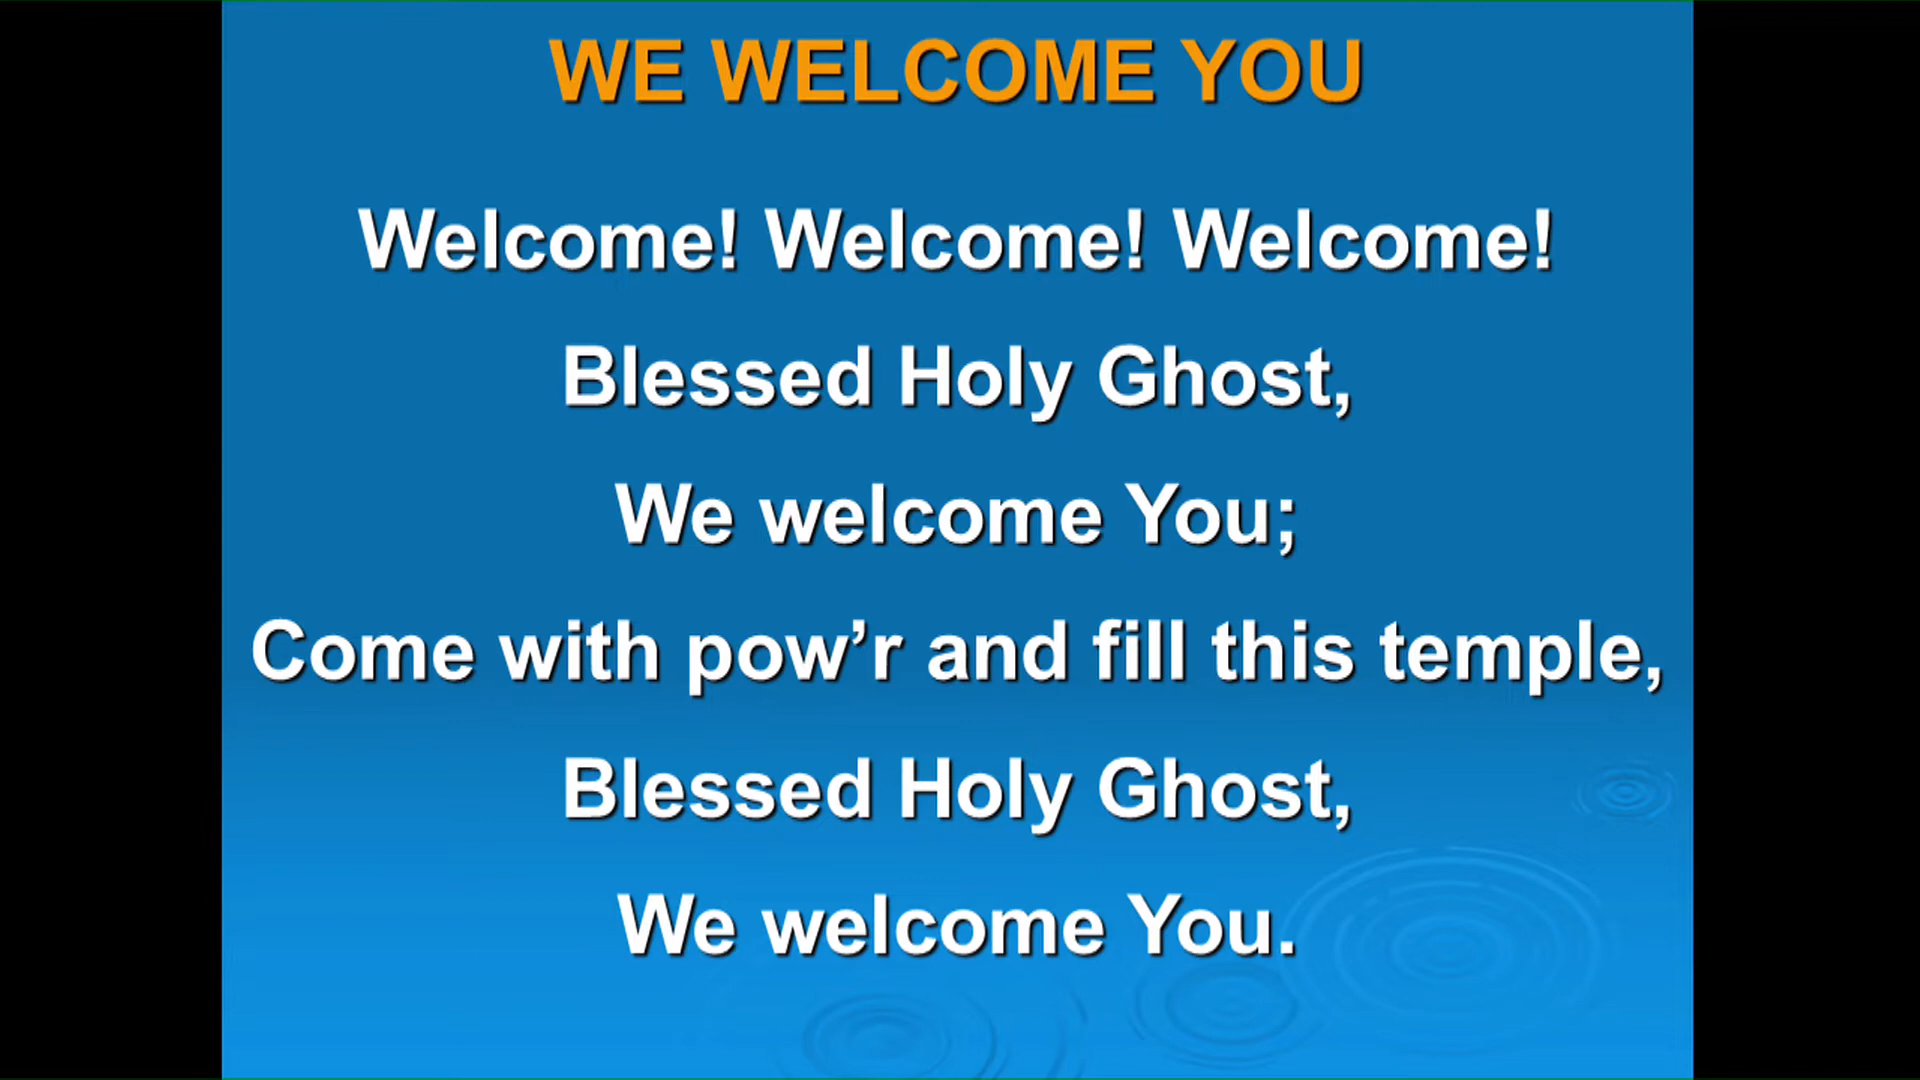 WE WELCOME YOU
Welcome! Welcome! Welcome!
Blessed Holy Ghost,
We welcome You;
Come with pow’r and fill this temple,
Blessed Holy Ghost,
We welcome You.